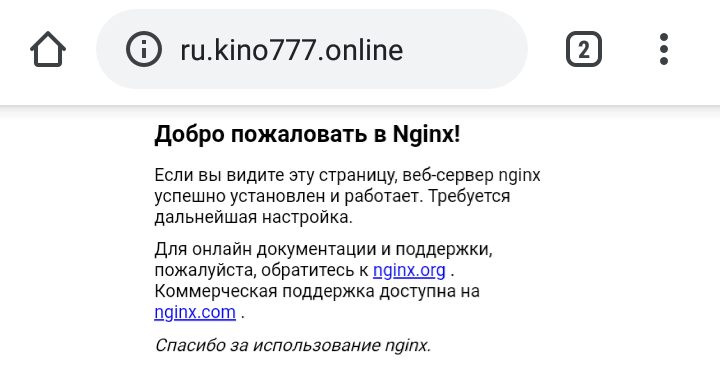 ru.kino777.online
2
Добро пожаловать в Nginx!
Если вы видите эту страницу, веб-сервер nginx
успешно установлен и работает. Требуется
дальнейшая настройка.
Для онлайн документации и поддержки,
пожалуйста, обратитесь к nginx.org .
Коммерческая поддержка доступна на
nginx.com .
Спасибо за использование nginx.